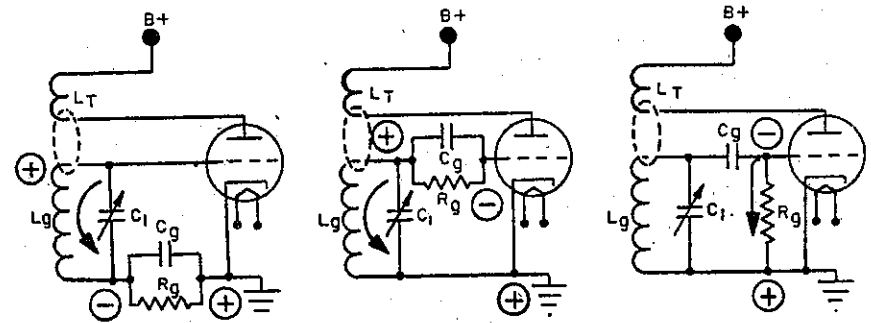 B+
LT
+
Lg
C1
Cg
Rg
−
+
B+
LT
+
Cg
Rg
−
Lg
C1
+
B+
LT
Cg
−
Lg
C1
Rg
+